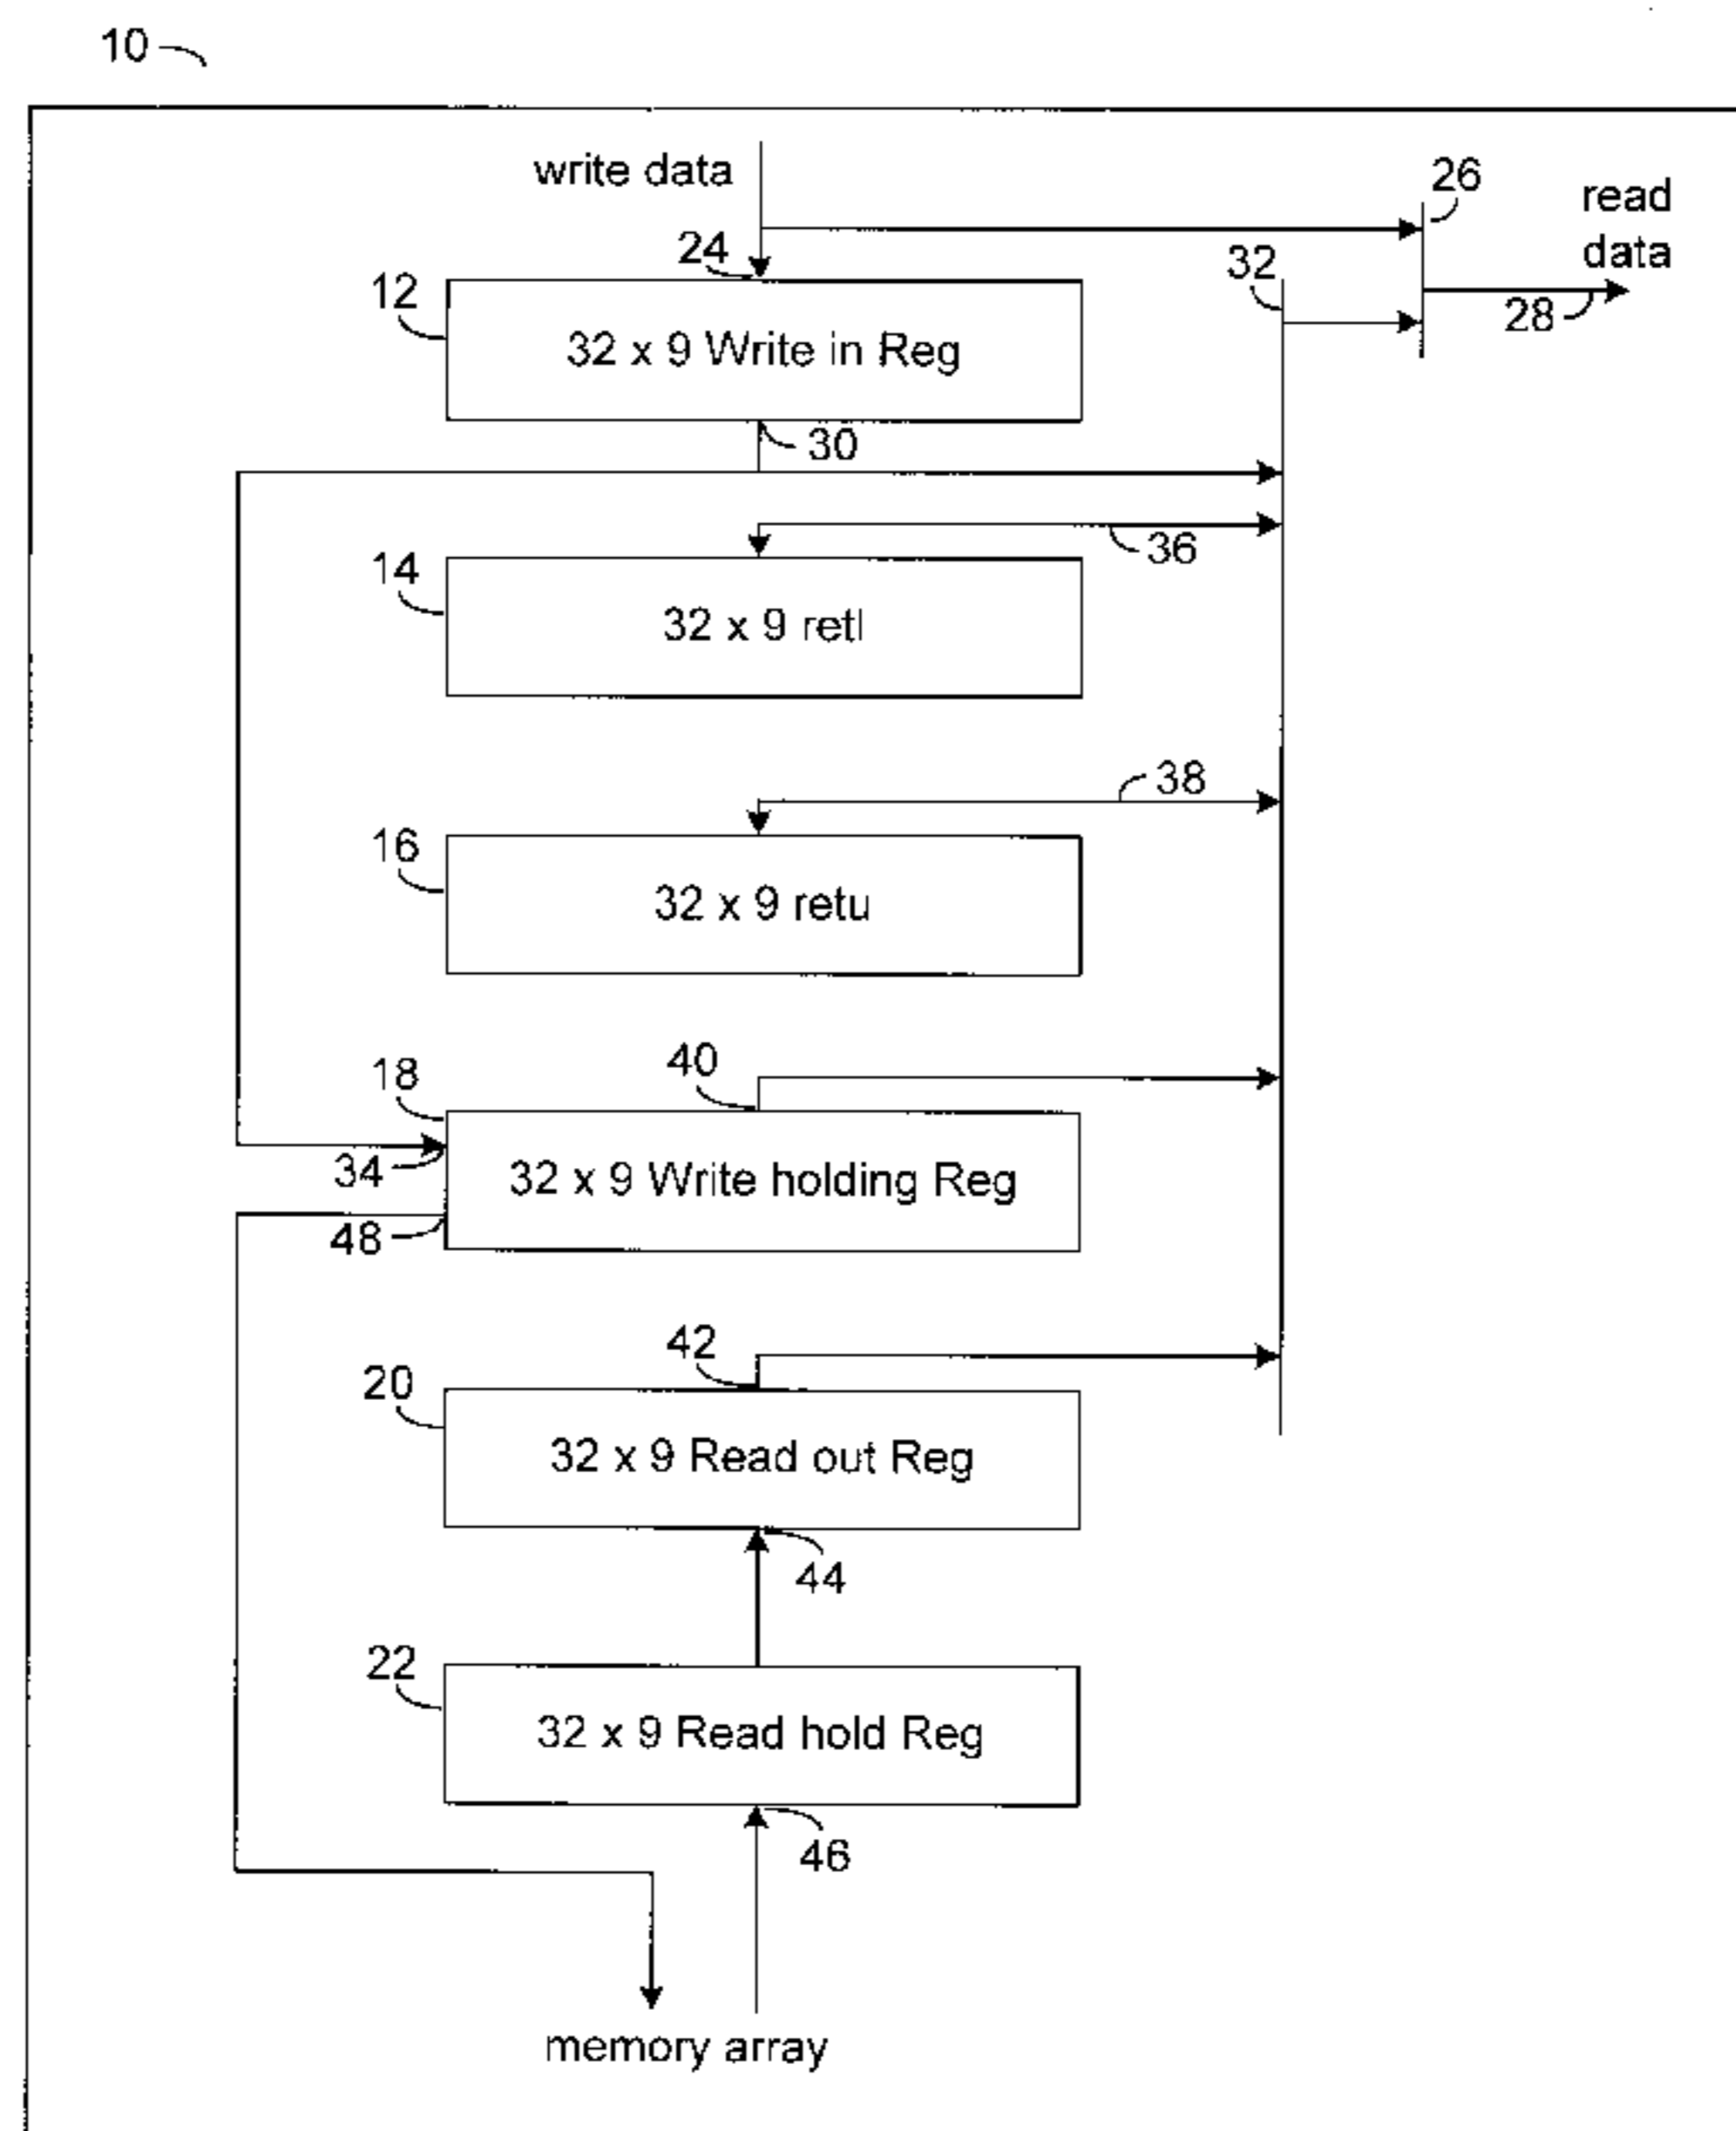 10
write data
26
read
data
24
32
28
12
32 x 9 Write in Reg
30
36
14
32 x 9 retl
38
16
32 x 9 retu
18
40
34
32 x 9 Write holding Reg
48
42
20
32 x 9 Read out Reg
44
22
32 x 9 Read hold Reg
46
memory array